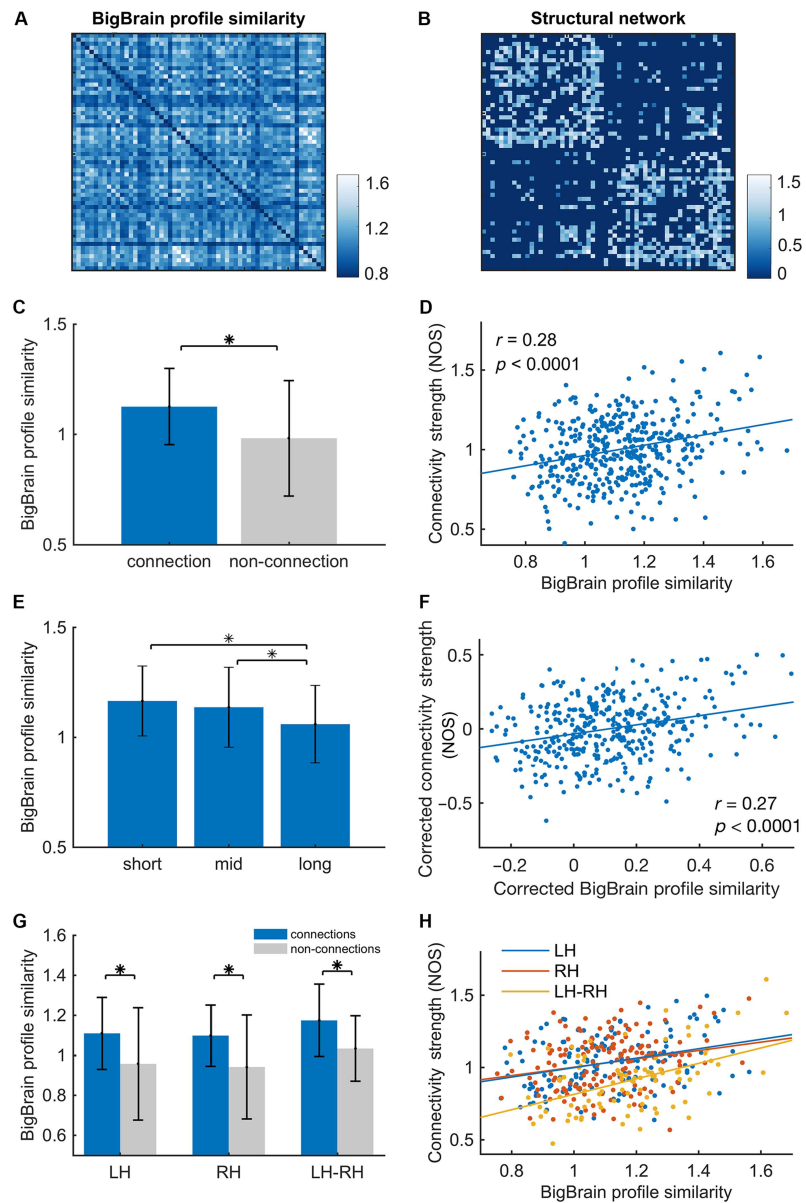 A
BigBrain profile similarity
1.6
1.2
0.8
B
Structural network
1.5
1
0.5
0
C
1.5
1
0.5
BigBrain profile similarity
*
connection
non-connection
D
1.5
1
0.5
Connectivity strength (NOS)
r = 0.28
p < 0.0001
0.8
1
1.2
1.4
1.6
BigBrain profile similarity
E
1.5
1
0.5
BigBrain profile similarity
*
*
short
mid
long
F
0.5
0
−0.5
Corrected connectivity strength
(NOS)
r = 0.27
p < 0.0001
−0.2
0
0.2
0.4
0.6
Corrected BigBrain profile similarity
G
1.6
1.4
1.2
1
0.8
0.6
BigBrain profile similarity
connections
non-connections
*
*
*
LH
RH
LH-RH
H
1.5
1
0.5
Connectivity strength (NOS)
LH
RH
LH-RH
0.8
1
1.2
1.4
1.6
BigBrain profile similarity